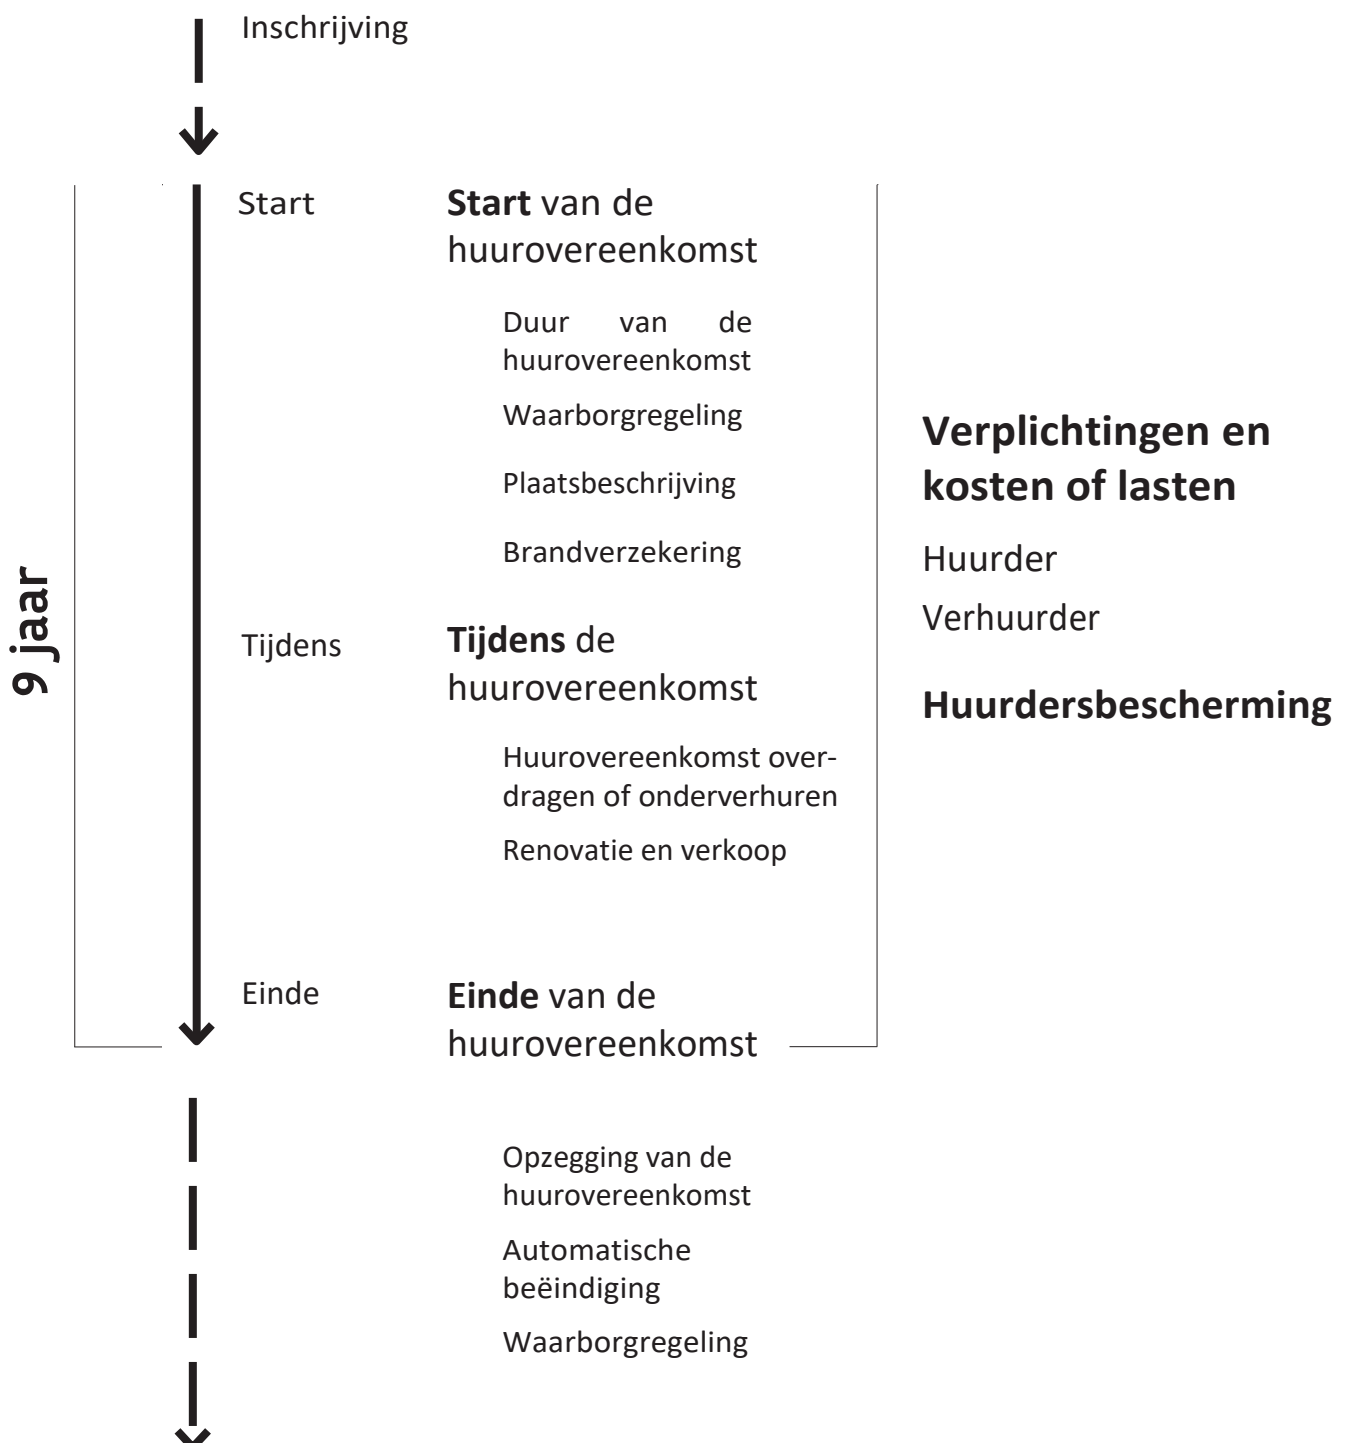 Inschrijving
9 jaar
Start
Start van de
huurovereenkomst
Duur van de
huurovereenkomst
Waarborgregeling
Plaatsbeschrijving
Brandverzekering
Tijdens
Tijdens de
huurovereenkomst
Huurovereenkomst over-
dragen of onderverhuren
Renovatie en verkoop
Einde
Einde van de
huurovereenkomst
Opzegging van de
huurovereenkomst
Automatische
beëindiging
Waarborgregeling
Verplichtingen en
kosten of lasten
Huurder
Verhuurder
Huurdersbescherming